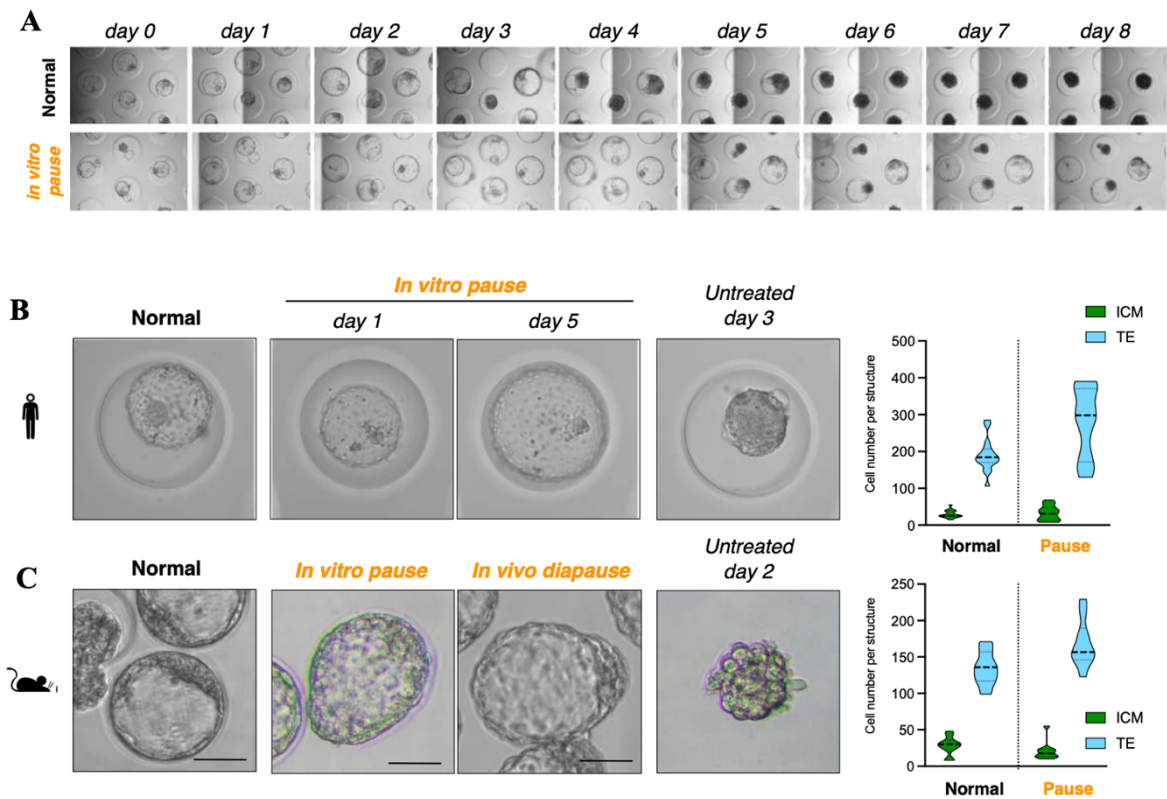 A
day 0 day 1 day 2 day 3 day 4 day 5 day 6 day 7 day 8
Normal
in vitro
pause
B
Normal
In vitro pause
day 1 day 5
Untreated
day 3
ICM
TE
Cell number per structure
500
400
300
200
100
0
Normal Pause
C
Normal
In vitro pause
In vivo diapause
Untreated
day 2
Cell number per structure
250
200
150
100
50
0
ICM
TE
Normal Pause